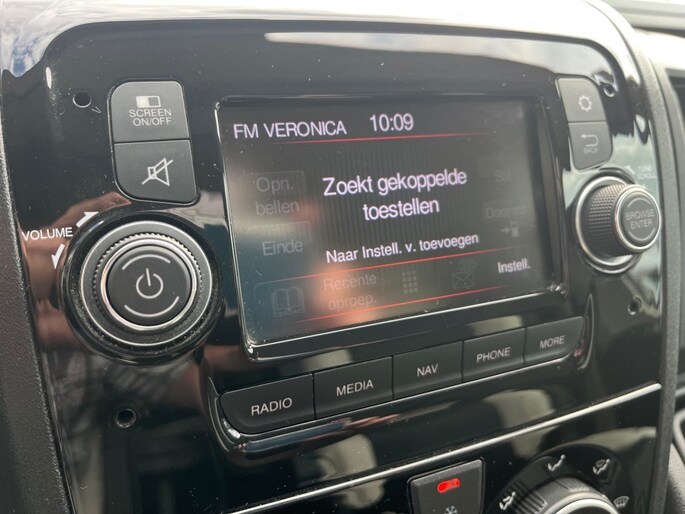 SCREEN
ON/OFF
VOLUME
FM VERONICA 10:09
Zoekt gekoppelde
toestellen
Opn.
bellen
Einde
Naar Instell. v. toevoegen
Recente
oproep.
Instell.
BACK
BROWSE
ENTER
RADIO
MEDIA
NAV
PHONE
MORE